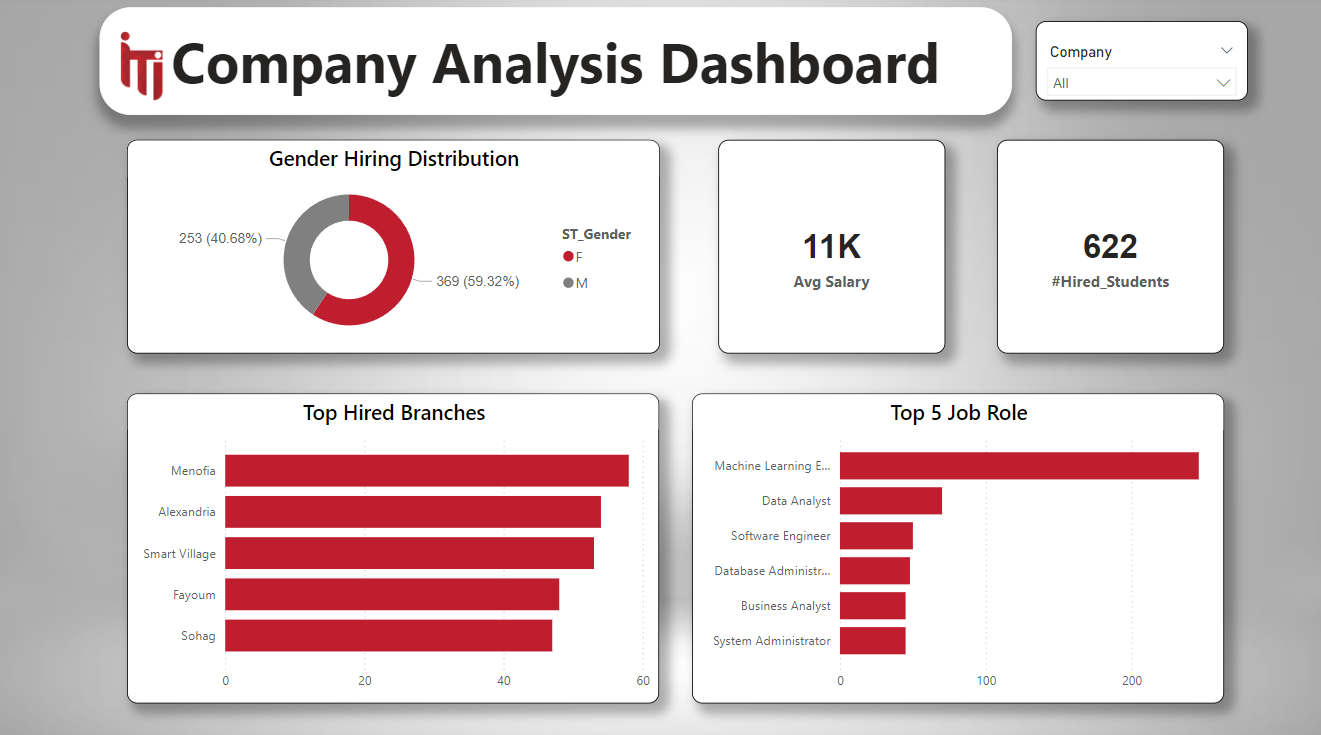 iTi
Company Analysis Dashboard
Company
All
Gender Hiring Distribution
253 (40.68%)
369 (59.32%)
ST_Gender
F
M
11K
Avg Salary
622
#Hired_Students
Top Hired Branches
Menofia
Alexandria
Smart Village
Fayoum
Sohag
0 20 40 60
Top 5 Job Role
Machine Learning E...
Data Analyst
Software Engineer
Database Administr...
Business Analyst
System Administrator
0 100 200